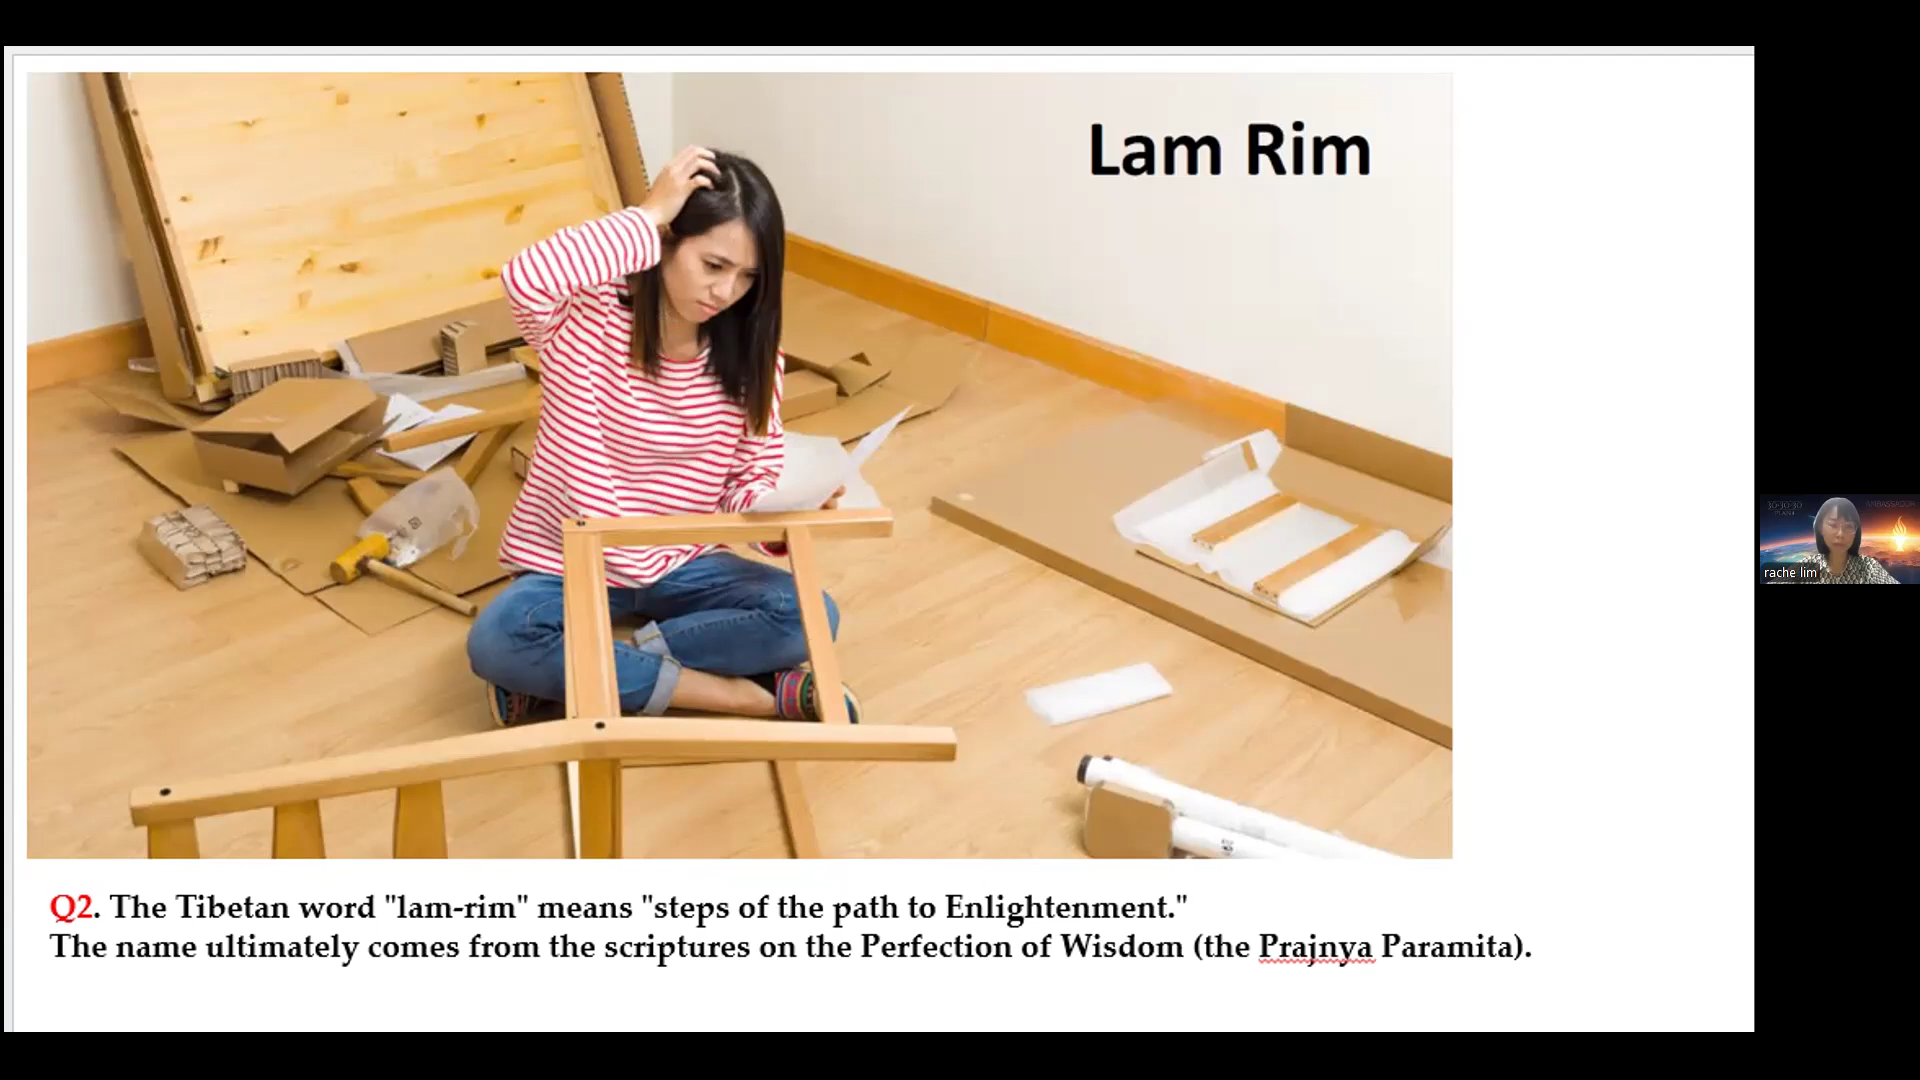 Lam Rim
Q2. The Tibetan word "lam-rim" means "steps of the path to Enlightenment."
The name ultimately comes from the scriptures on the Perfection of Wisdom (the Prajnya Paramita).
rache lim